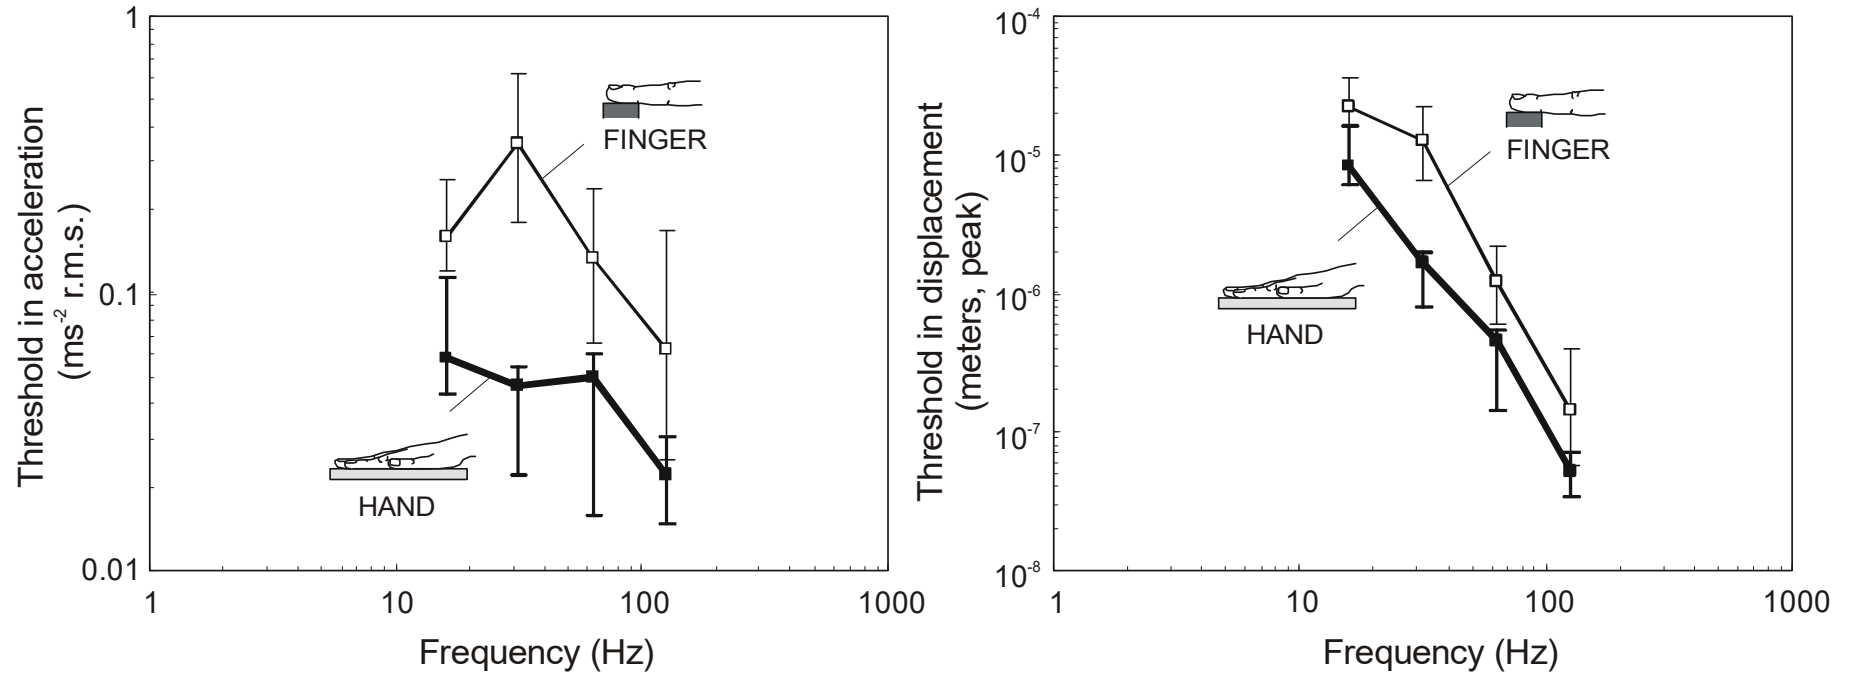 Threshold in acceleration
(ms⁻² r.m.s.)
1
0.1
0.01
FINGER
HAND
1 10 100 1000
Frequency (Hz)
Threshold in displacement
(meters, peak)
10⁻⁴
10⁻⁵
10⁻⁶
10⁻⁷
10⁻⁸
FINGER
HAND
1 10 100 1000
Frequency (Hz)